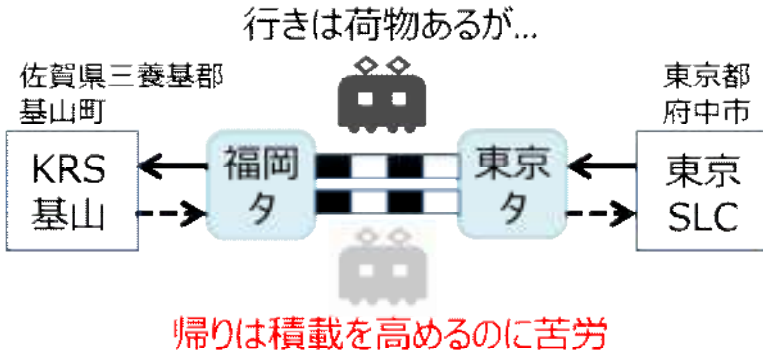 行きは荷物あるが...
佐賀県三養基郡
基山町
東京都
府中市
KRS
基山
福岡
タ
東京
タ
東京
SLC
帰りは積載を高めるのに苦労